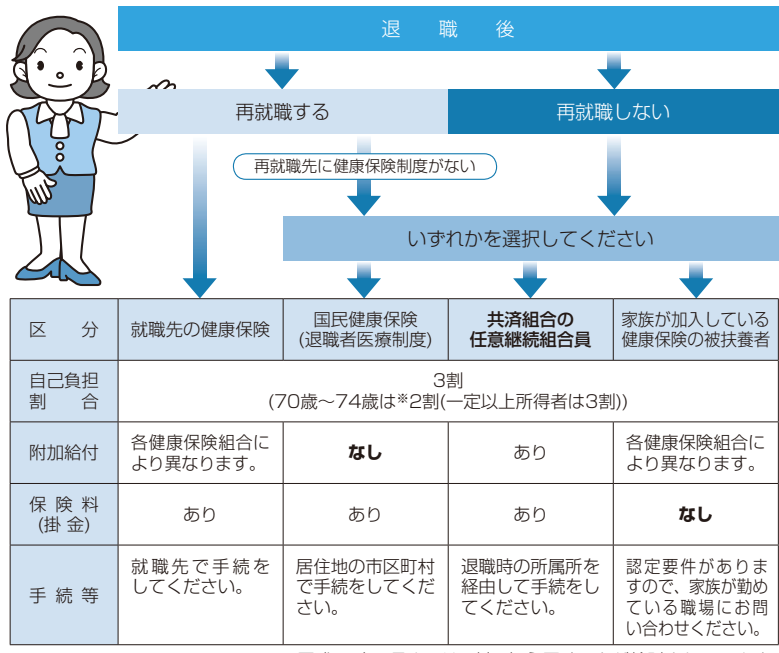 退職後
再就職する
再就職しない
再就職先に健康保険制度がない
いずれかを選択してください
区分
就職先の健康保険
国民健康保険
(退職者医療制度)
共済組合の
任意継続組合員
家族が加入している
健康保険の被扶養者
自己負担
割合
3割
(70歳～74歳は※2割(一定以上所得者は3割))
附加給付
各健康保険組合に
より異なります。
なし
あり
各健康保険組合に
より異なります。
保険料
(掛金)
あり
あり
あり
なし
手続等
就職先で手続を
してください。
居住地の市区町村
で手続をしてくだ
さい。
退職時の所属所を
経由して手続をし
てください。
認定要件がありま
すので、家族が勤め
ている職場にお問
い合わせください。